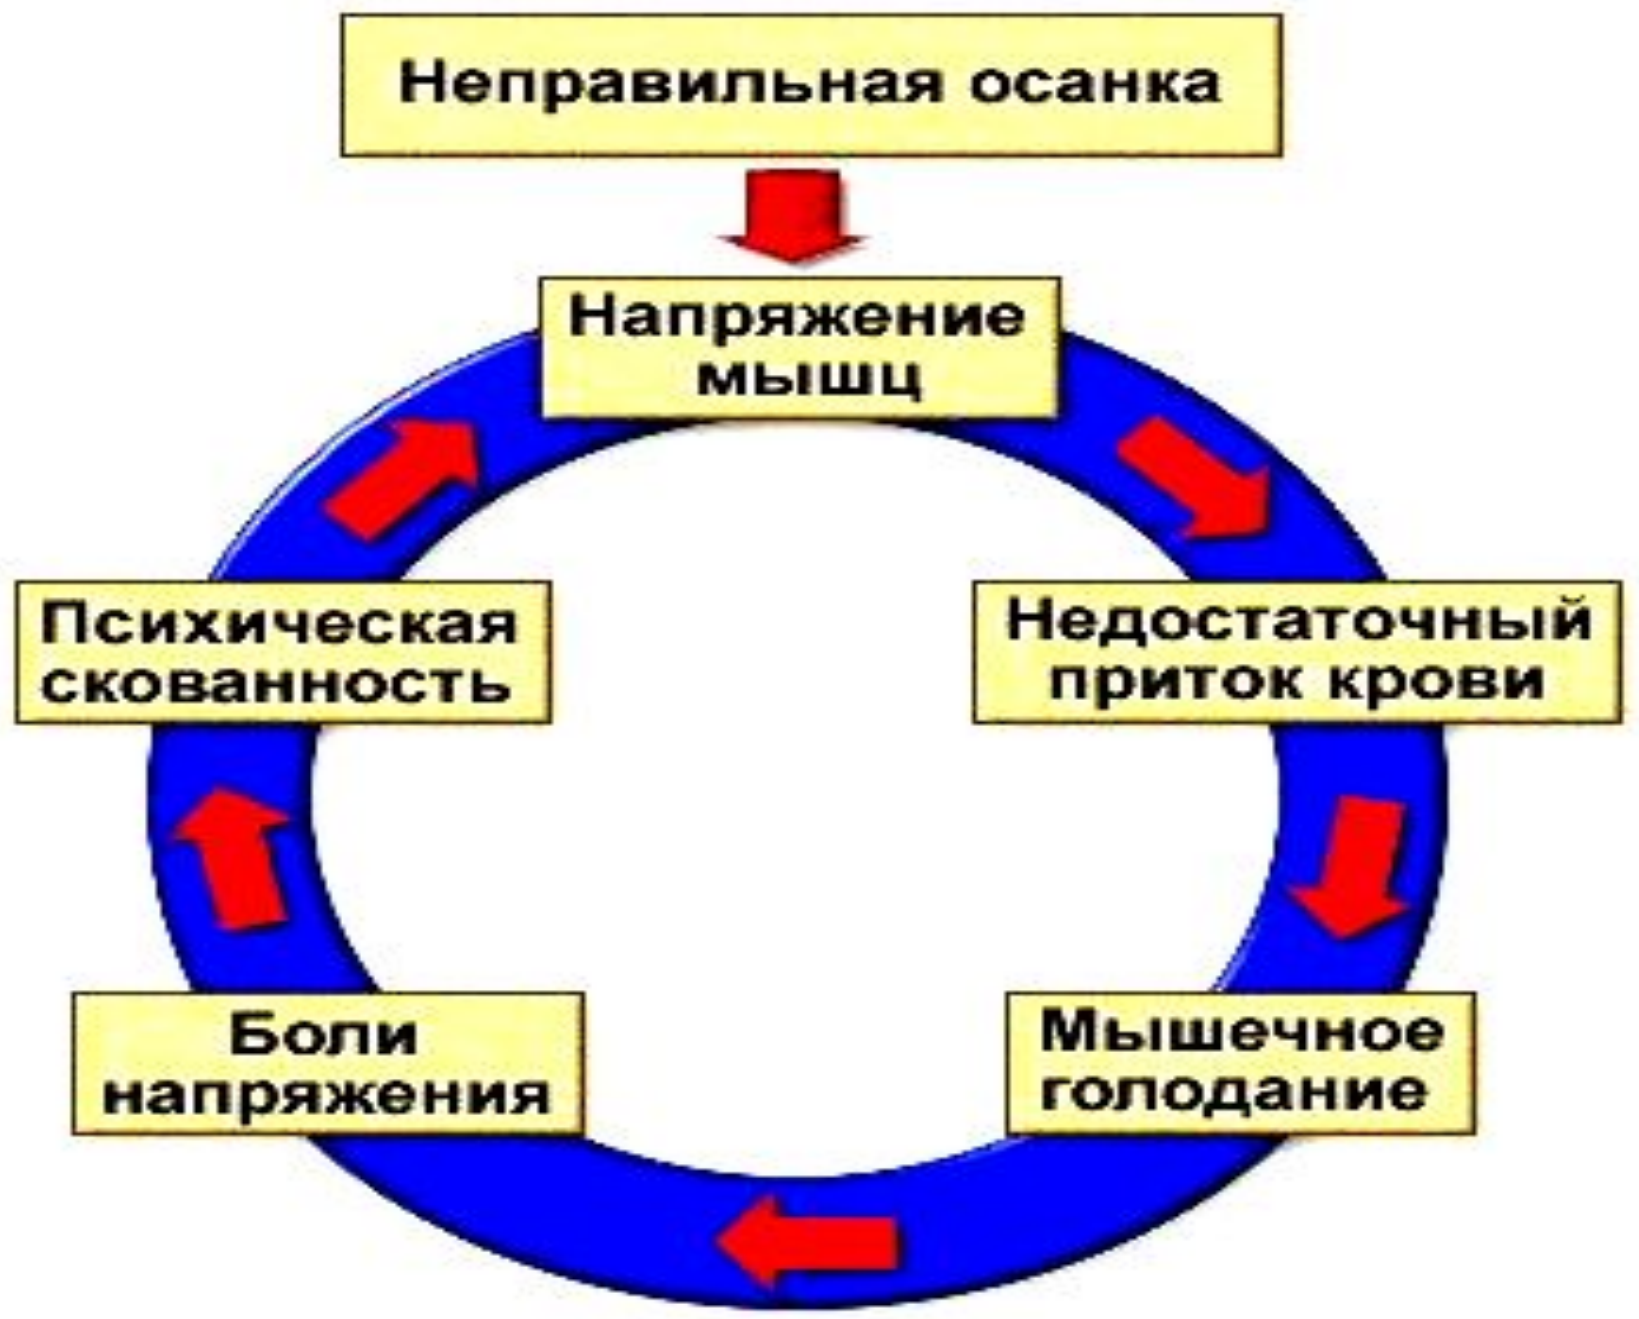 Неправильная осанка
Напряжение
мышц
Психическая
скованность
Недостаточный
приток крови
Боли
напряжения
Мышечное
голодание